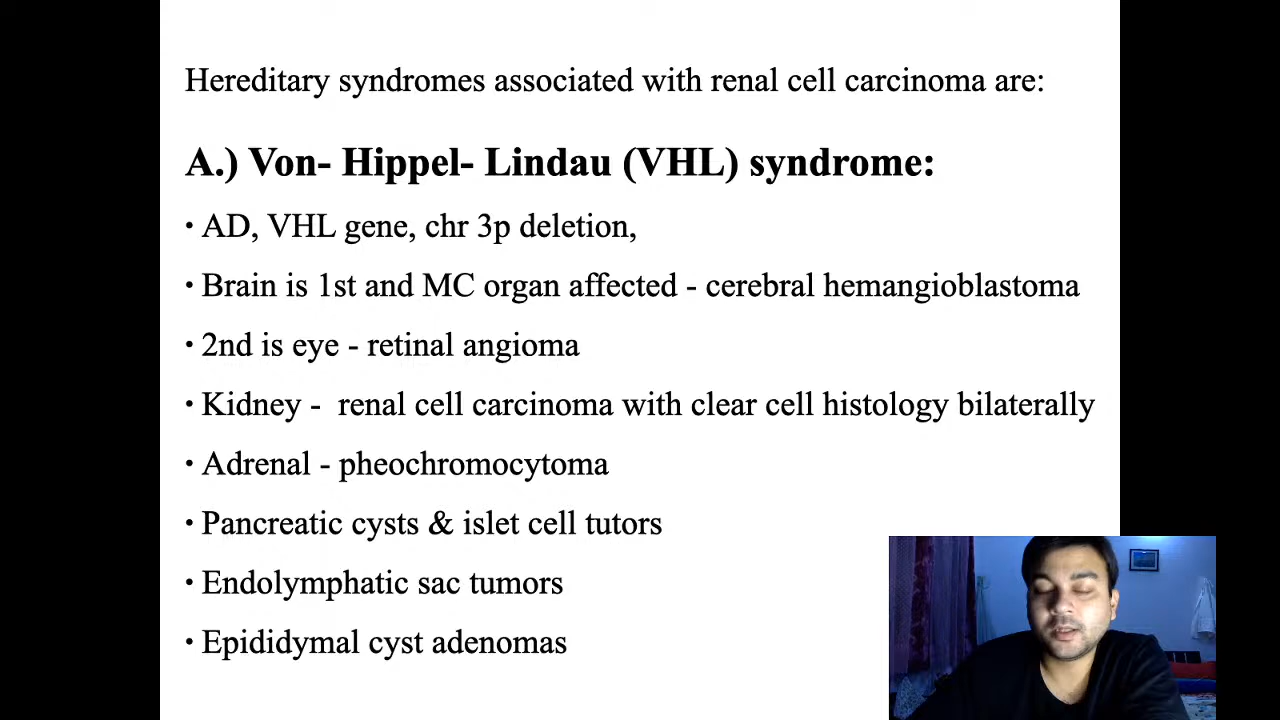 Hereditary syndromes associated with renal cell carcinoma are:
A.) Von- Hippel- Lindau (VHL) syndrome:
• AD, VHL gene, chr 3p deletion,
• Brain is 1st and MC organ affected - cerebral hemangioblastoma
• 2nd is eye - retinal angioma
• Kidney - renal cell carcinoma with clear cell histology bilaterally
• Adrenal - pheochromocytoma
• Pancreatic cysts & islet cell tutors
• Endolymphatic sac tumors
• Epididymal cyst adenomas